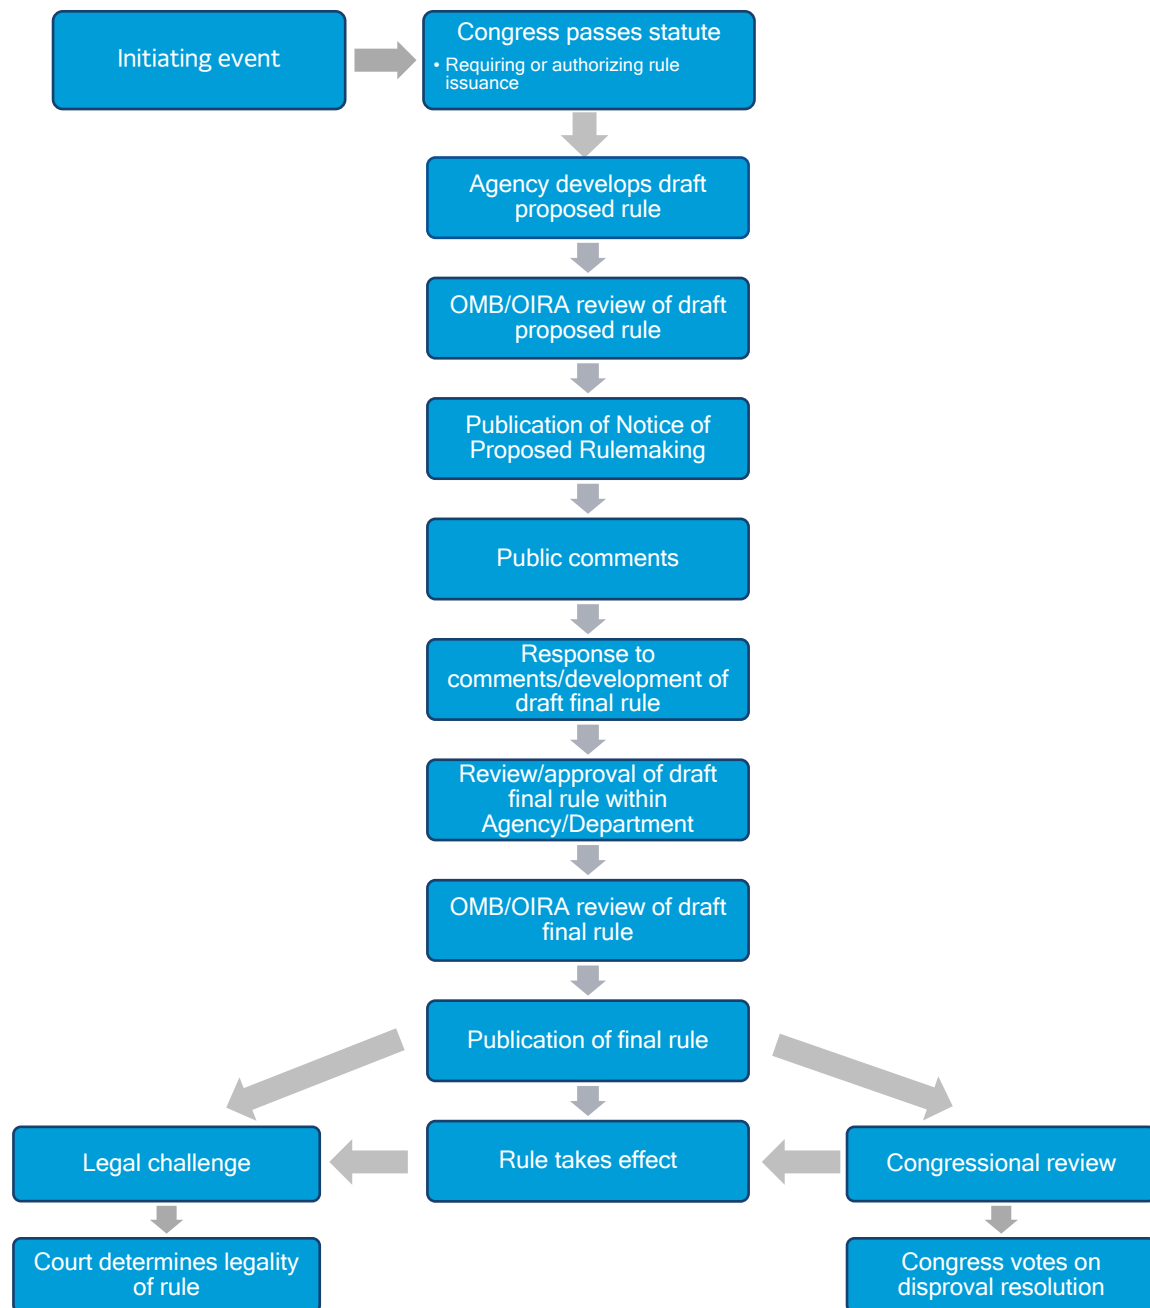 Initiating event
Congress passes statute
• Requiring or authorizing rule
issuance
Agency develops draft
proposed rule
OMB/OIRA review of draft
proposed rule
Publication of Notice of
Proposed Rulemaking
Public comments
Response to
comments/development of
draft final rule
Review/approval of draft
final rule within
Agency/Department
OMB/OIRA review of draft
final rule
Publication of final rule
Legal challenge
Rule takes effect
Congressional review
Court determines legality
of rule
Congress votes on
disproval resolution